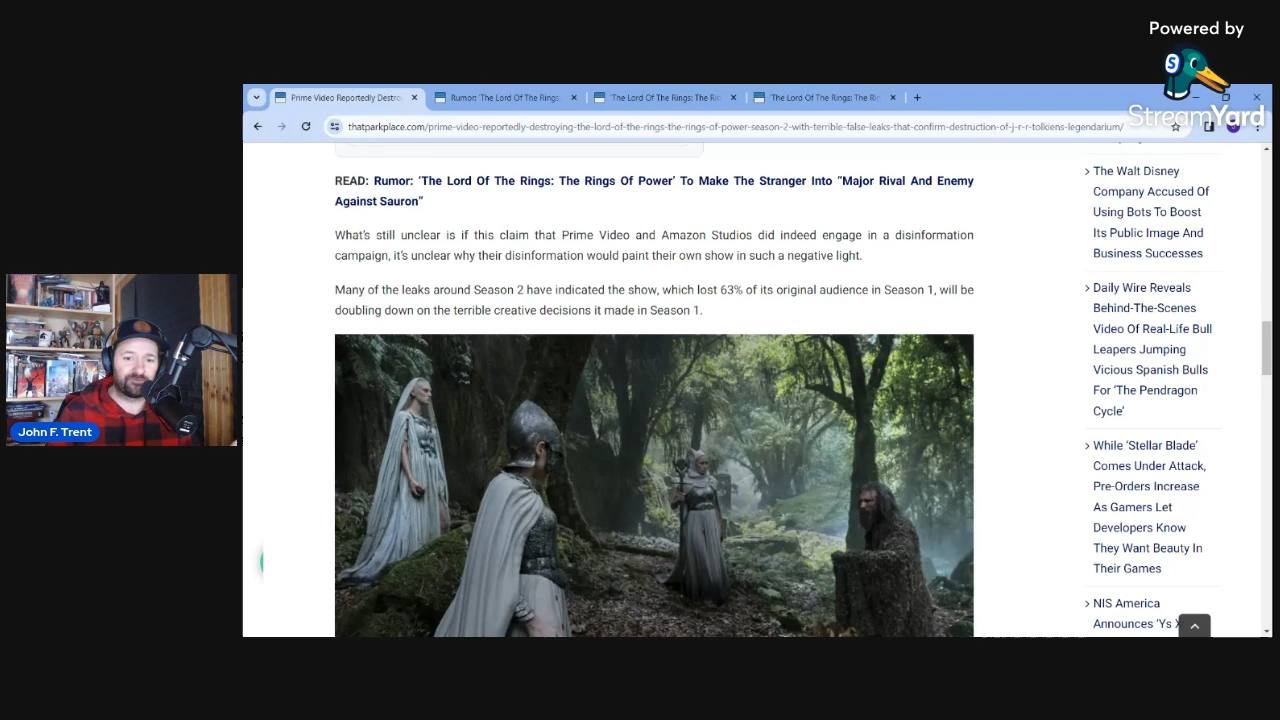 Powered by
StreamYard
Prime Video Reportedly Destro
Rumor: 'The Lord Of The Rings
'The Lord Of The Rings: The Ri
'The Lord Of The Rings: The Rin
thatparkplace.com/prime-video-reportedly-destroying-the-lord-of-the-rings-the-rings-of-power-season-2-with-terrible-false-leaks-that-confirm-destruction-of-j-r-r-tolkiens-legendarium/
READ: Rumor: 'The Lord Of The Rings: The Rings Of Power' To Make The Stranger Into "Major Rival And Enemy
Against Sauron"
What's still unclear is if this claim that Prime Video and Amazon Studios did indeed engage in a disinformation
campaign, it's unclear why their disinformation would paint their own show in such a negative light.
Many of the leaks around Season 2 have indicated the show, which lost 63% of its original audience in Season 1, will be
doubling down on the terrible creative decisions it made in Season 1.
The Walt Disney
Company Accused Of
Using Bots To Boost
Its Public Image And
Business Successes
Daily Wire Reveals
Behind-The-Scenes
Video Of Real-Life Bull
Leapers Jumping
Vicious Spanish Bulls
For 'The Pendragon
Cycle'
While 'Stellar Blade'
Comes Under Attack,
Pre-Orders Increase
As Gamers Let
Developers Know
They Want Beauty In
Their Games
NIS America
Announces 'Ys
John F. Trent